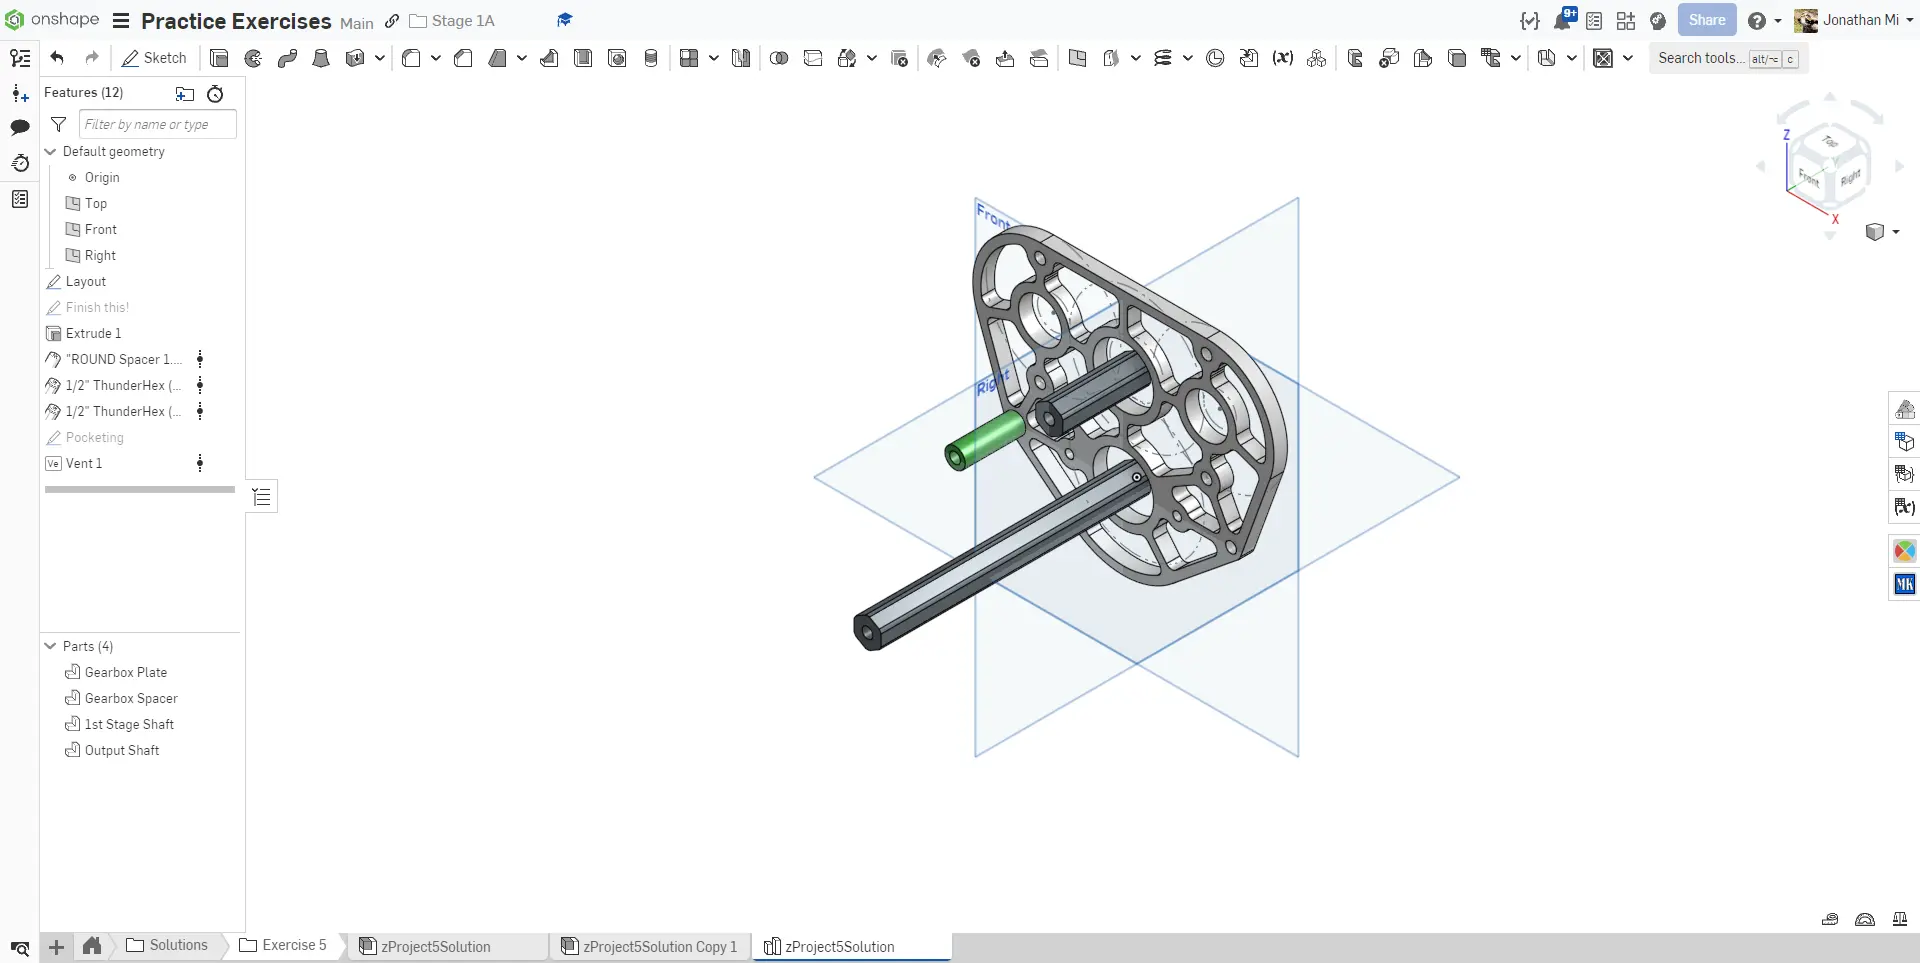 onshape Practice Exercises Main Stage 1A 9+ Share Jonathan Mi
Sketch Search tools... alt/⌥ c
Features (12)
Filter by name or type
Default geometry
Origin
Top
Front
Right
Layout
Finish this!
Extrude 1
"ROUND Spacer 1....
1/2" ThunderHex (...
1/2" ThunderHex (...
Pocketing
Ve Vent 1
Parts (4)
Gearbox Plate
Gearbox Spacer
1st Stage Shaft
Output Shaft
Front
Right
Z
Top
Y
Front
Right
X
(x)
(x)
MK
Solutions Exercise 5 zProject5Solution zProject5Solution Copy 1 zProject5Solution